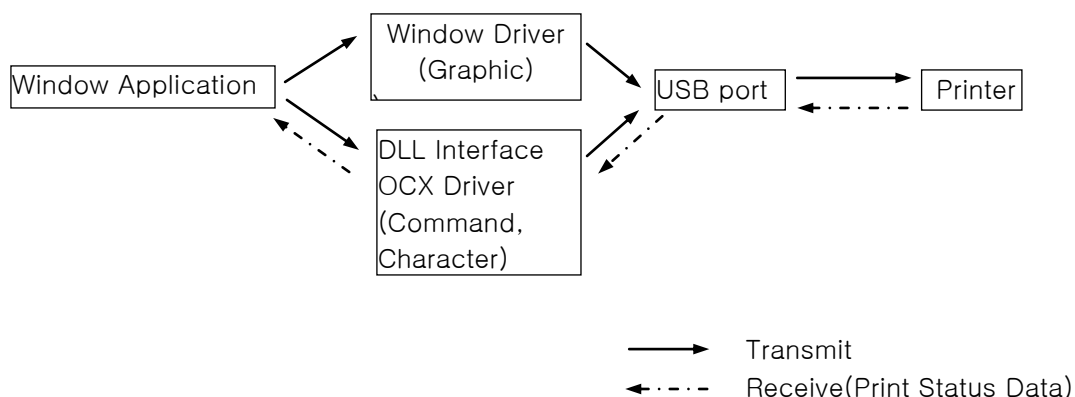 Window Application
Window Driver
(Graphic)
DLL Interface
OCX Driver
(Command,
Character)
USB port
Printer
Transmit
Receive(Print Status Data)